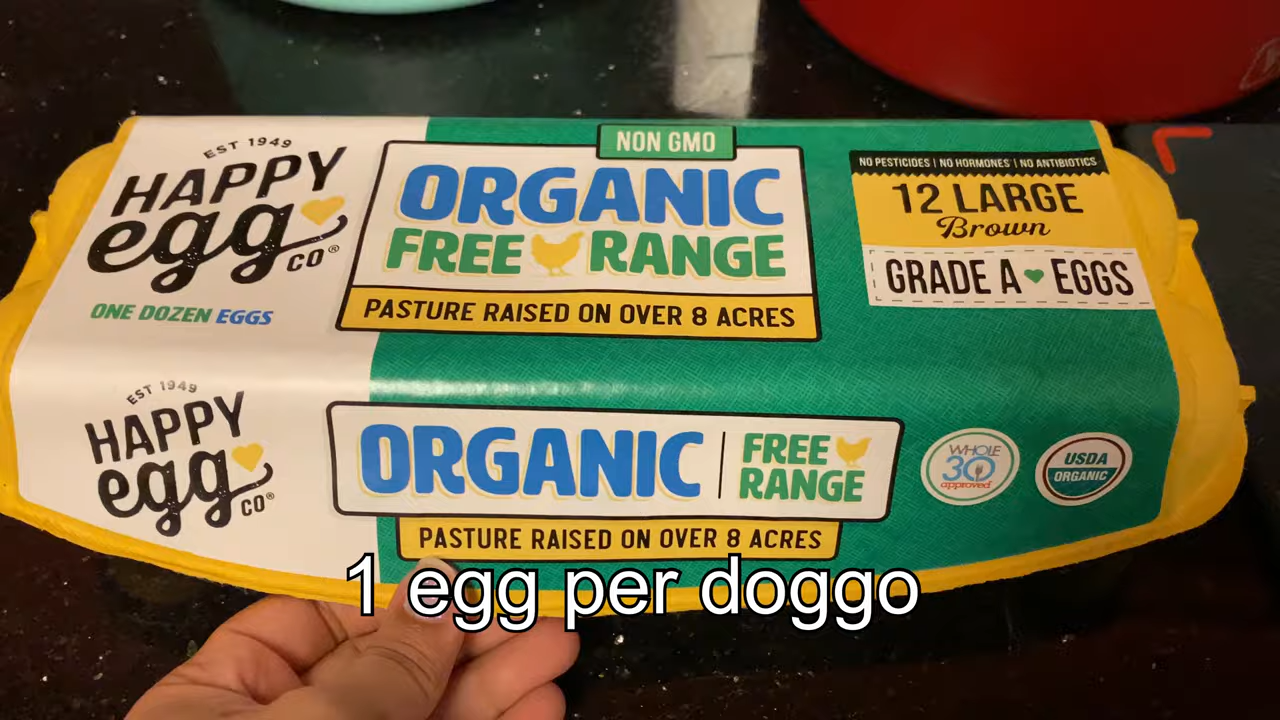 EST 1949
HAPPY
egg
CO®
ONE DOZEN EGGS
NON GMO
ORGANIC
FREE RANGE
PASTURE RAISED ON OVER 8 ACRES
NO PESTICIDES | NO HORMONES | NO ANTIBIOTICS
12 LARGE
Brown
GRADE A EGGS
EST 1949
HAPPY
egg
CO®
ORGANIC
FREE
RANGE
PASTURE RAISED ON OVER 8 ACRES
WHOLE
30
approved
USDA
ORGANIC
1 egg per doggo